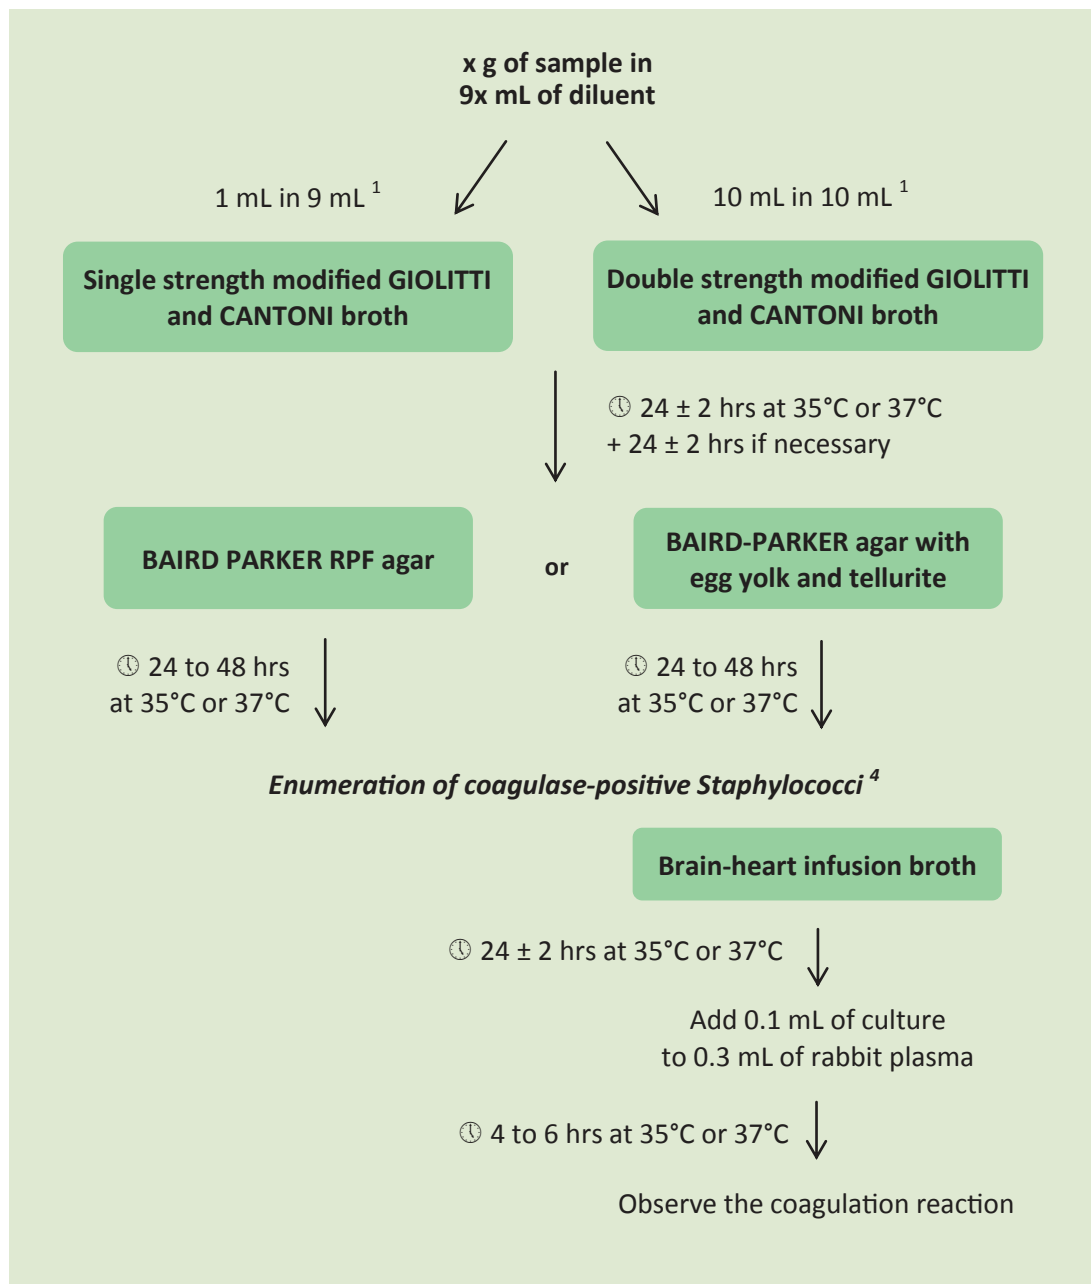 x g of sample in
9x mL of diluent
1 mL in 9 mL ¹
10 mL in 10 mL ¹
Single strength modified GIOLITTI
and CANTONI broth
Double strength modified GIOLITTI
and CANTONI broth
24 ± 2 hrs at 35°C or 37°C
+ 24 ± 2 hrs if necessary
BAIRD PARKER RPF agar
or
BAIRD-PARKER agar with
egg yolk and tellurite
24 to 48 hrs
at 35°C or 37°C
24 to 48 hrs
at 35°C or 37°C
Enumeration of coagulase-positive Staphylococci ⁴
Brain-heart infusion broth
24 ± 2 hrs at 35°C or 37°C
Add 0.1 mL of culture
to 0.3 mL of rabbit plasma
4 to 6 hrs at 35°C or 37°C
Observe the coagulation reaction